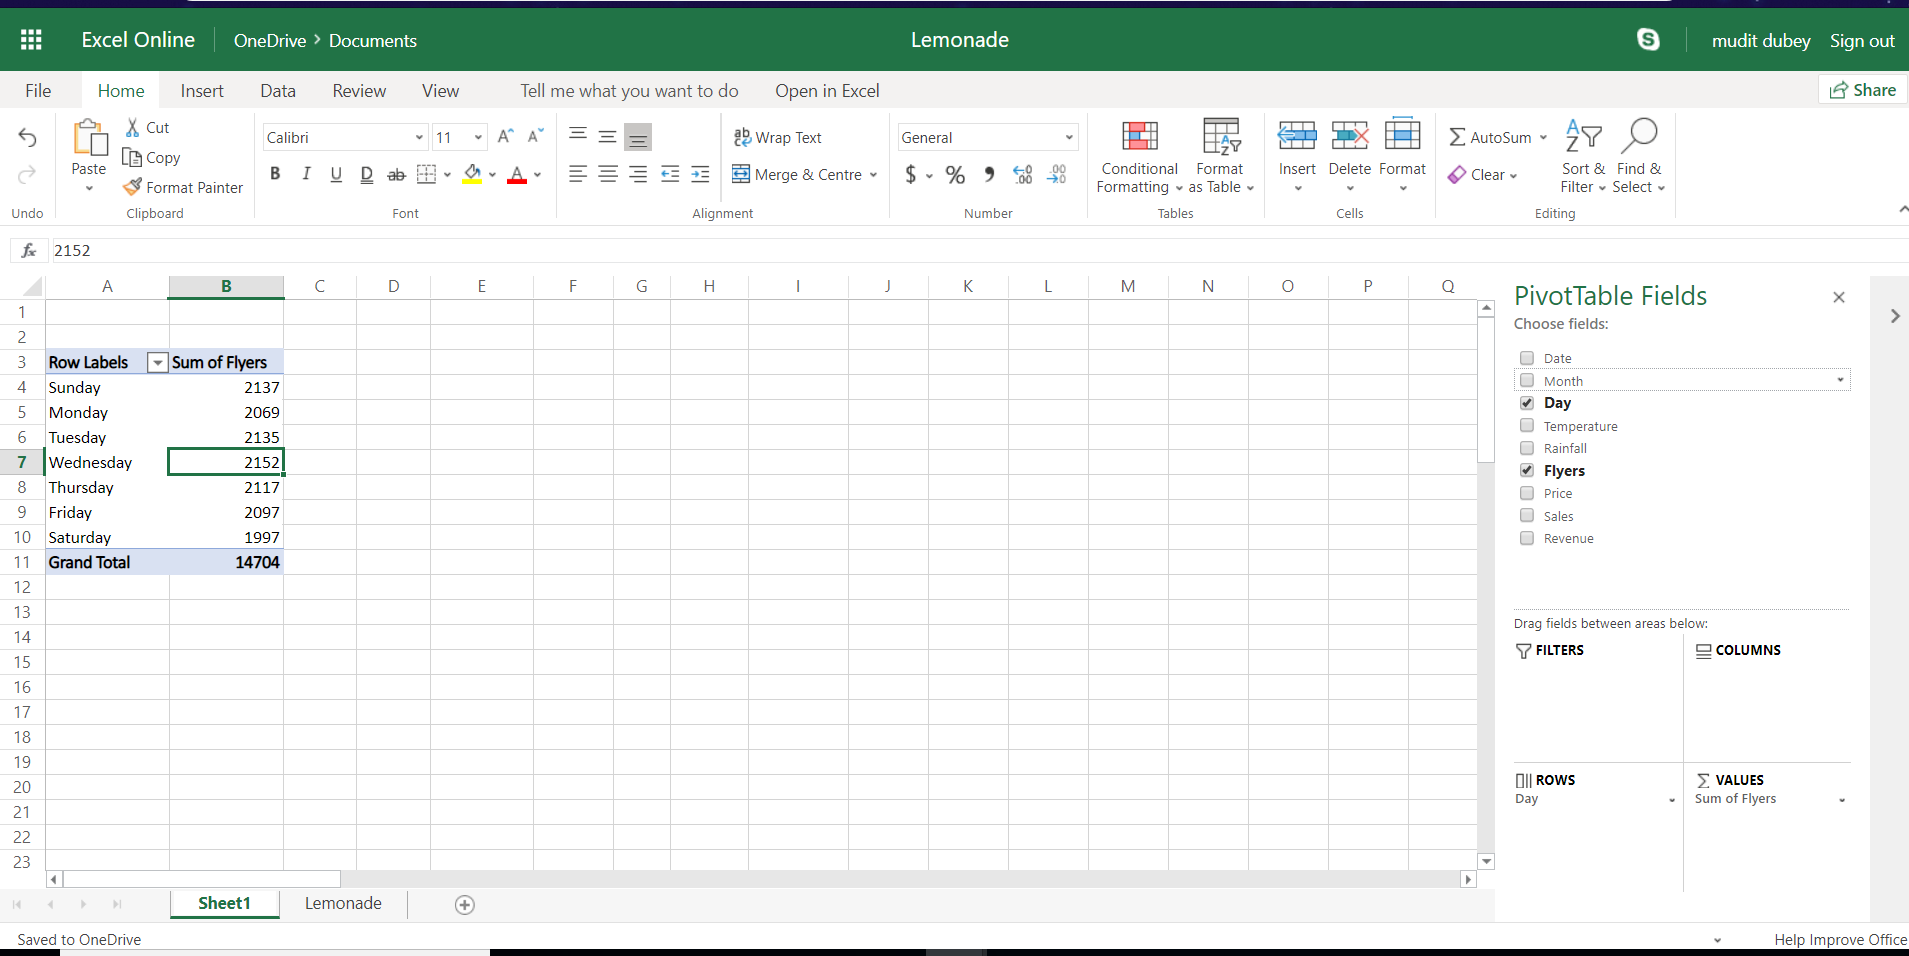 Excel Online OneDrive > Documents Lemonade mudit dubey Sign out
File Home Insert Data Review View Tell me what you want to do Open in Excel Share
Cut
Copy
Format Painter
Paste
Calibri 11
B I U D ab
Wrap Text
Merge & Centre
General
$ % , .00 .00
Conditional Formatting
Format as Table
Insert Delete Format
AutoSum
Clear
Sort & Filter
Find & Select
Undo Clipboard Font Alignment Number Tables Cells Editing
fx 2152
A B C D E F G H I J K L M N O P Q
1
2
3 Row Labels Sum of Flyers
4 Sunday 2137
5 Monday 2069
6 Tuesday 2135
7 Wednesday 2152
8 Thursday 2117
9 Friday 2097
10 Saturday 1997
11 Grand Total 14704
12
13
14
15
16
17
18
19
20
21
22
23
PivotTable Fields
Choose fields:
Date
Month
Day
Temperature
Rainfall
Flyers
Price
Sales
Revenue
Drag fields between areas below:
FILTERS COLUMNS
ROWS VALUES
Day Sum of Flyers
Sheet1 Lemonade
Saved to OneDrive Help Improve Office